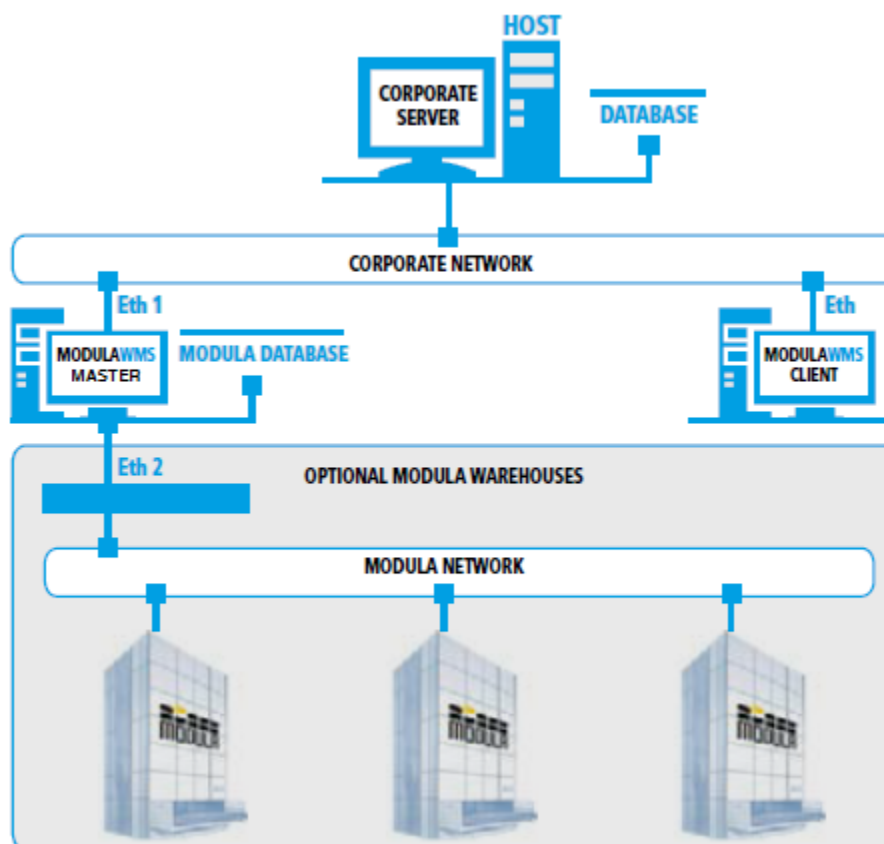 HOST
CORPORATE
SERVER
DATABASE
CORPORATE NETWORK
Eth 1
Eth
MODULAWMS
MASTER
MODULA DATABASE
MODULAWMS
CLIENT
Eth 2
OPTIONAL MODULA WAREHOUSES
MODULA NETWORK
MODULA
MODULA
MODULA